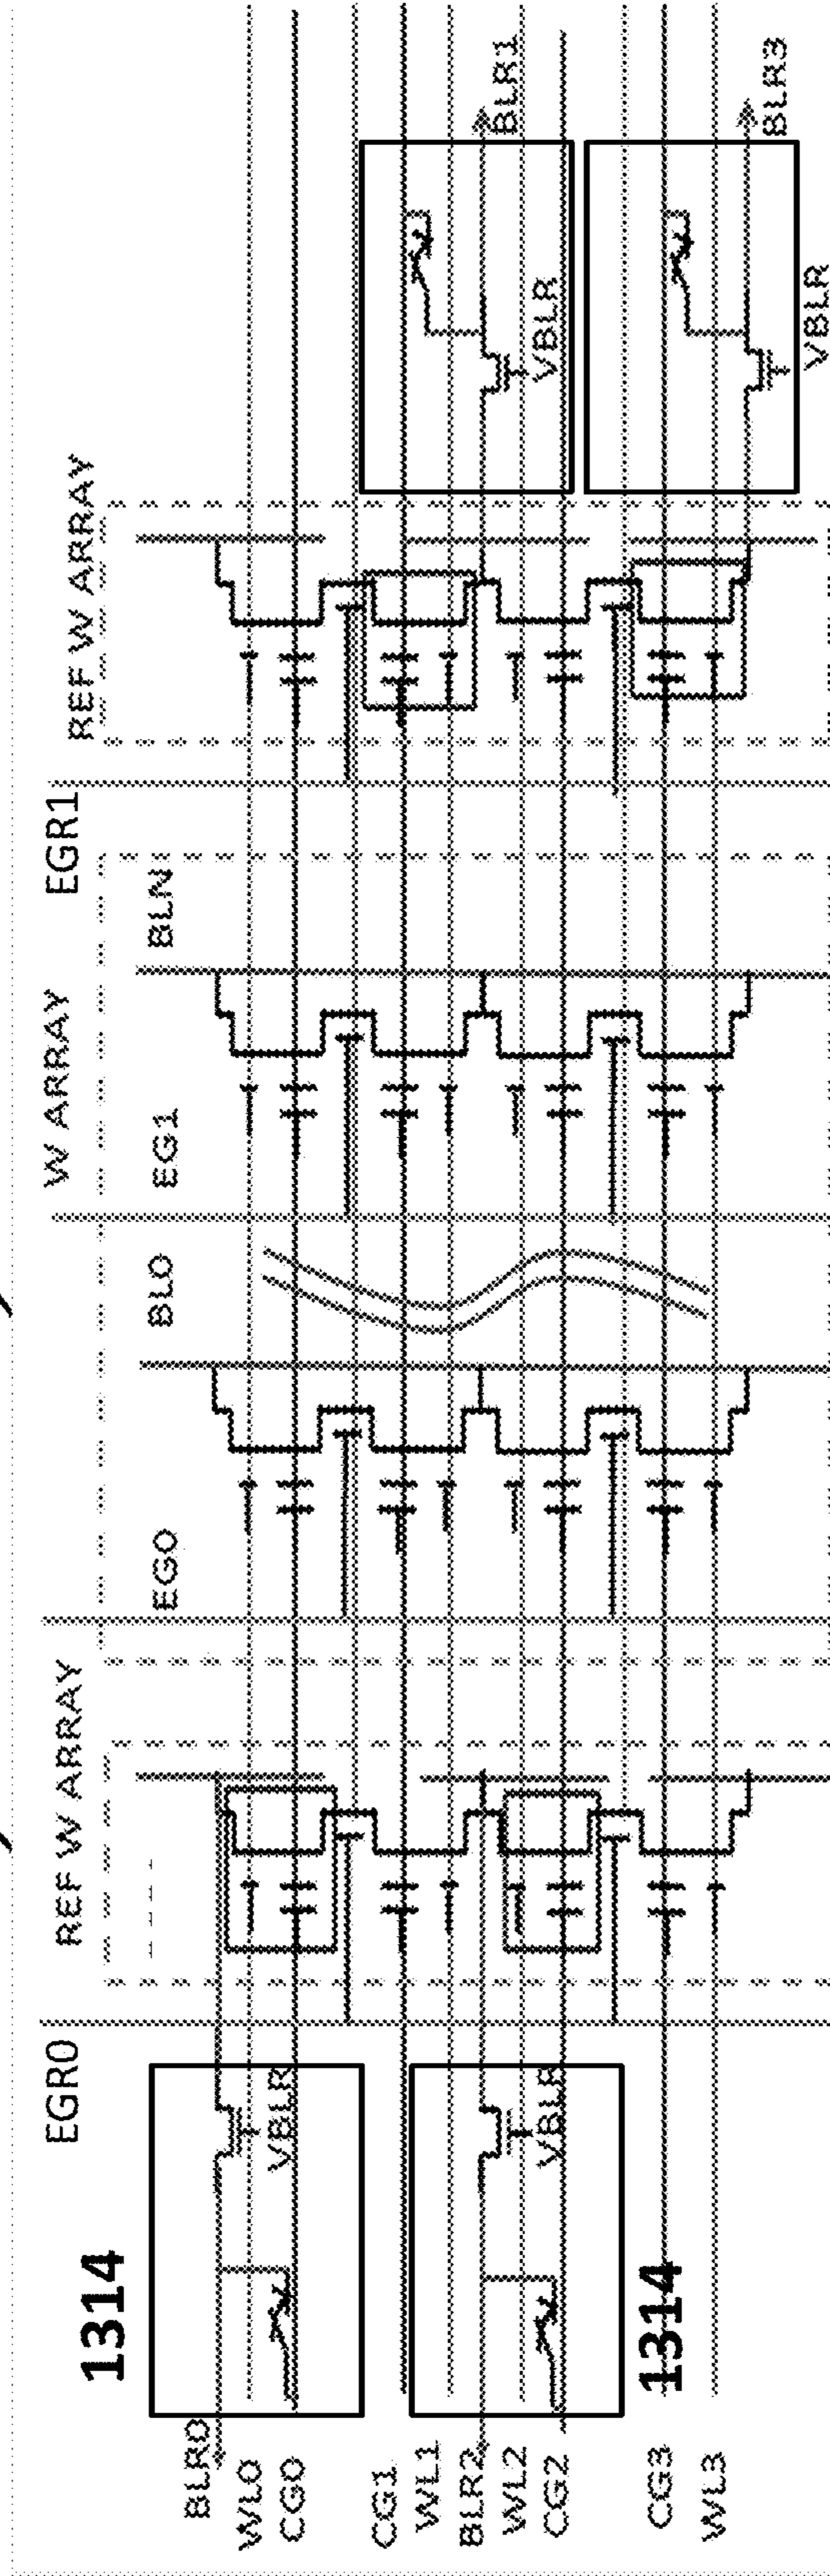 1314
1314
BLR0
WL0
CG0
CG1
WL1
BLR2
WL2
CG2
CG3
WL3
VBLR
VBLR
EGR0
REF W ARRAY
EG0
BL0
W ARRAY
EG1
BLN
EGR1
REF W ARRAY
VBLR
VBLR
BLR1
BLR3